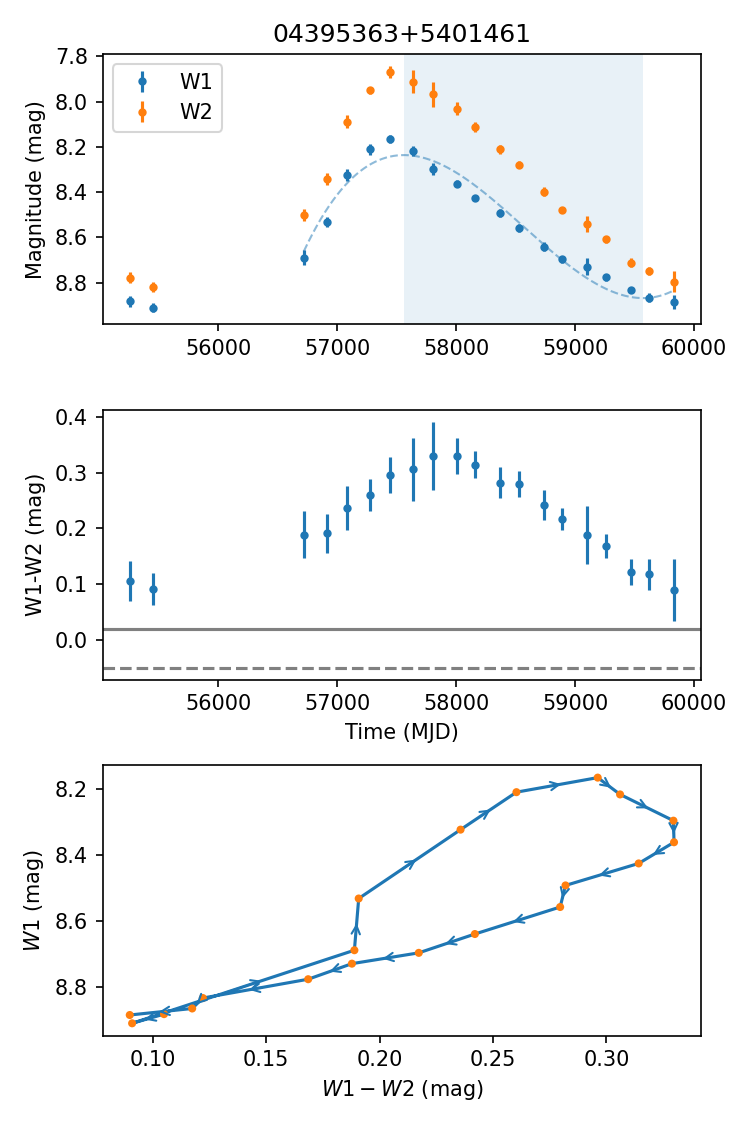 04395363+5401461
Magnitude (mag)
7.8
8.0
8.2
8.4
8.6
8.8
W1
W2
56000 57000 58000 59000 60000
W1-W2 (mag)
0.4
0.3
0.2
0.1
0.0
56000 57000 58000 59000 60000
Time (MJD)
W1 (mag)
8.2
8.4
8.6
8.8
0.10 0.15 0.20 0.25 0.30
W1 − W2 (mag)